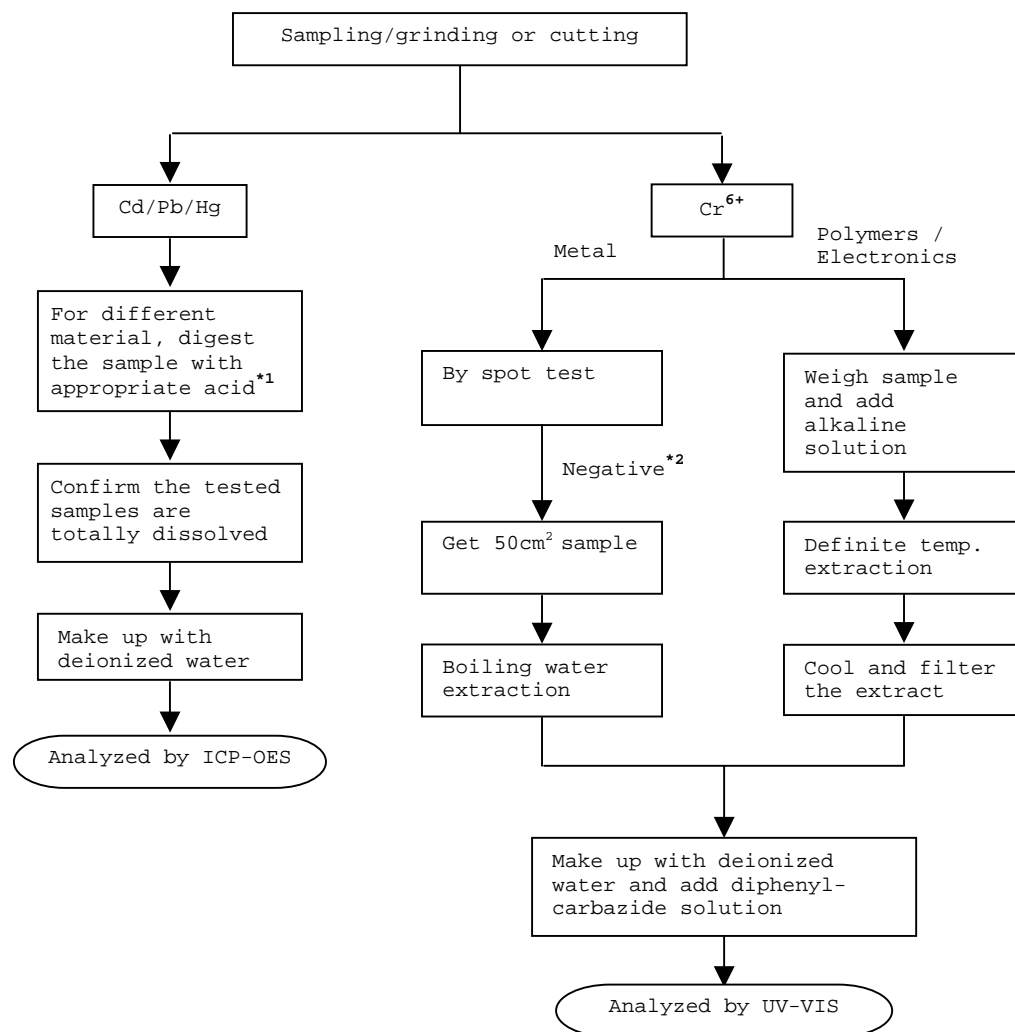 Sampling/grinding or cutting
Cd/Pb/Hg
For different
material, digest
the sample with
appropriate acid*1
Confirm the tested
samples are
totally dissolved
Make up with
deionized water
Analyzed by ICP-OES
Cr6+
Metal
Polymers /
Electronics
By spot test
Negative*2
Get 50cm² sample
Boiling water
extraction
Weigh sample
and add
alkaline
solution
Definite temp.
extraction
Cool and filter
the extract
Make up with deionized
water and add diphenyl-
carbazide solution
Analyzed by UV-VIS